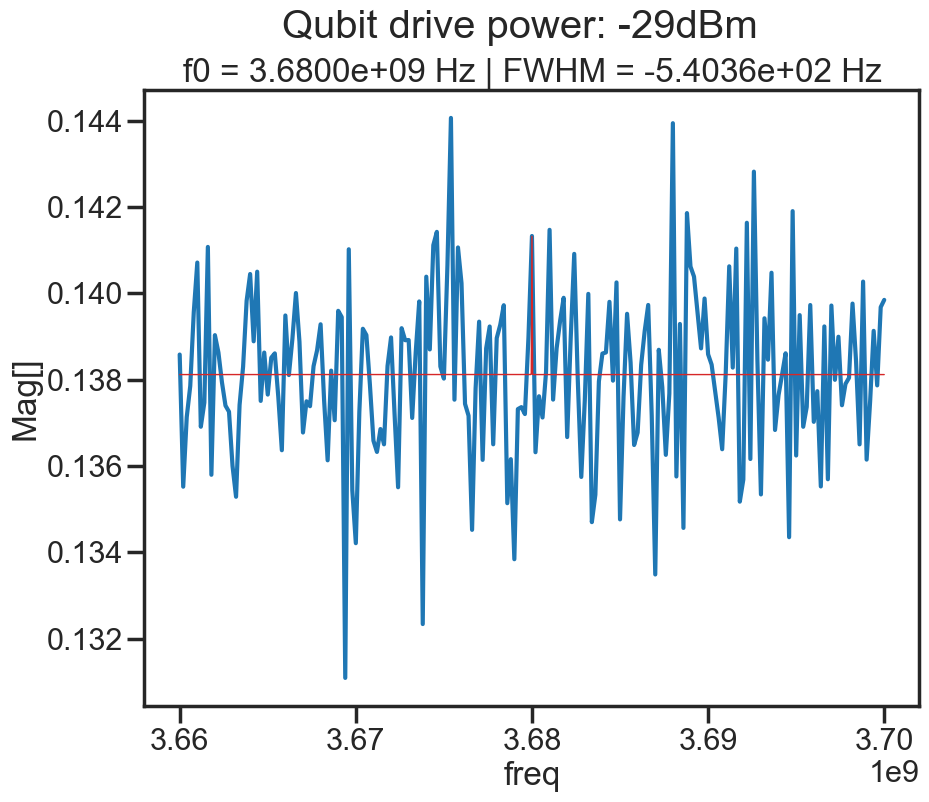 Qubit drive power: -29dBm
f0 = 3.6800e+09 Hz | FWHM = -5.4036e+02 Hz
0.144
0.142
0.140
0.138
0.136
0.134
0.132
Mag[]
3.66 3.67 3.68 3.69 3.70
freq
1e9